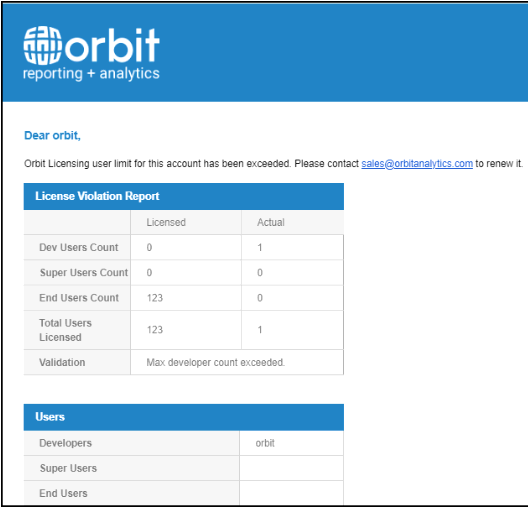 orbit
reporting + analytics
Dear orbit,
Orbit Licensing user limit for this account has been exceeded. Please contact sales@orbitanalytics.com to renew it.
License Violation Report
Licensed Actual
Dev Users Count 0 1
Super Users Count 0 0
End Users Count 123 0
Total Users
Licensed 123 1
Validation Max developer count exceeded.
Users
Developers orbit
Super Users
End Users